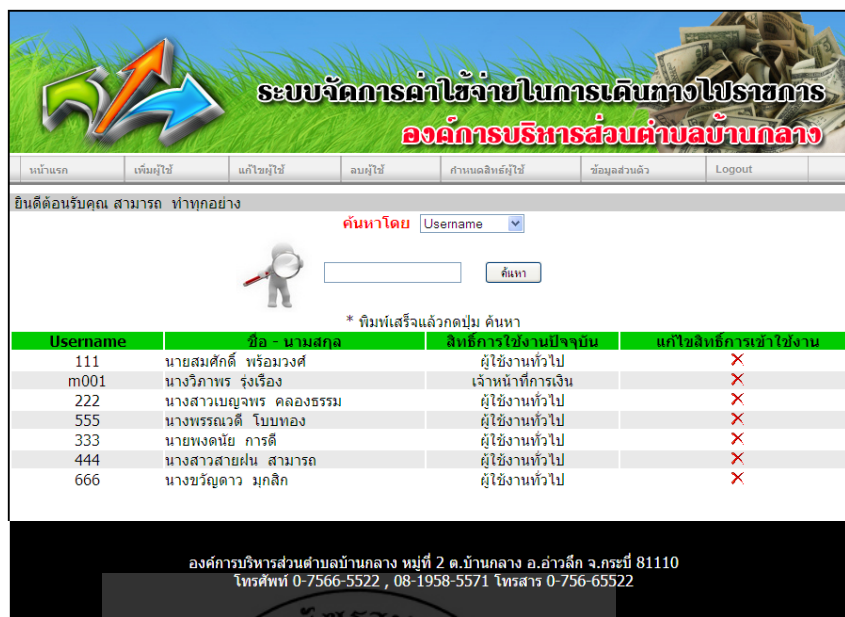 ระบบจัดการค่าใช้จ่ายในการเดินทางไปราชการ
องค์การบริหารส่วนตำบลบ้านกลาง
หน้าแรก เพิ่มผู้ใช้ แก้ไขผู้ใช้ ลบผู้ใช้ กำหนดสิทธ์ผู้ใช้ ข้อมูลส่วนตัว Logout
ยินดีต้อนรับคุณ สามารถ ทำทุกอย่าง
ค้นหาโดย Username
ค้นหา
* พิมพ์เสร็จแล้วกดปุ่ม ค้นหา
Username ชื่อ - นามสกุล สิทธิ์การใช้งานปัจจุบัน แก้ไขสิทธิ์การเข้าใช้งาน
111 นายสมศักดิ์ พร้อมวงศ์ ผู้ใช้งานทั่วไป
m001 นางวิภาพร รุ่งเรือง เจ้าหน้าที่การเงิน
222 นางสาวเบญจพร คลองธรรม ผู้ใช้งานทั่วไป
555 นางพรรณวดี โบบทอง ผู้ใช้งานทั่วไป
333 นายพงดนัย การดี ผู้ใช้งานทั่วไป
444 นางสาวสายฝน สามารถ ผู้ใช้งานทั่วไป
666 นางขวัญดาว มุกสิก ผู้ใช้งานทั่วไป
องค์การบริหารส่วนตำบลบ้านกลาง หมู่ที่ 2 ต.บ้านกลาง อ.อ่าวลึก จ.กระบี่ 81110
โทรศัพท์ 0-7566-5522 , 08-1958-5571 โทรสาร 0-756-65522